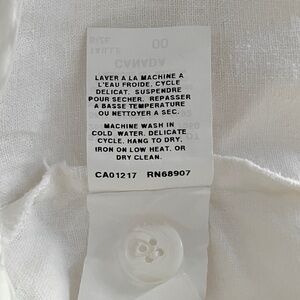 LAVER A LA MACHINE A
L'EAU FROIDE, CYCLE
DELICAT. SUSPENDRE
POUR SECHER. REPASSER
A BASSE TEMPERATURE
OU NETTOYER A SEC.
MACHINE WASH IN
COLD WATER, DELICATE
CYCLE, HANG TO DRY,
IRON ON LOW HEAT, OR
DRY CLEAN.
CA01217 RN68907